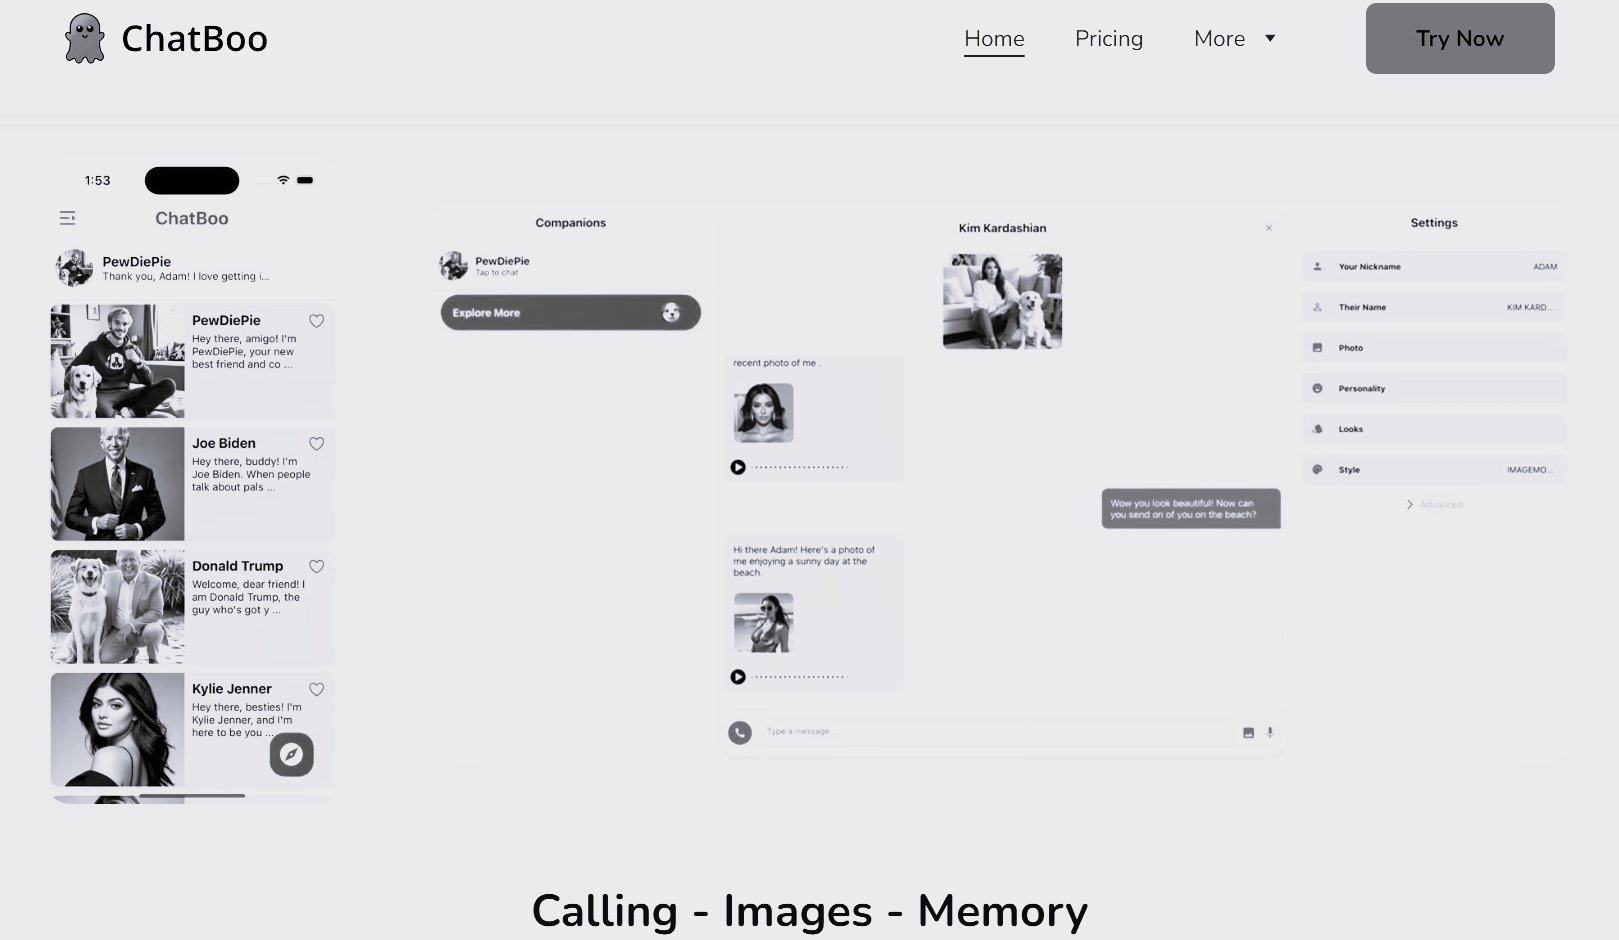 ChatBoo
Home
Pricing
More
Try Now
1:53
ChatBoo
PewDiePie
Thank you, Adam! I love getting i...
PewDiePie
Hey there, amigo! I'm
PewDiePie, your new
best friend and co ...
Joe Biden
Hey there, buddy! I'm
Joe Biden. When people
talk about pals ...
Donald Trump
Welcome, dear friend! I
am Donald Trump, the
guy who's got y ...
Kylie Jenner
Hey there, besties! I'm
Kylie Jenner, and I'm
here to be you ...
Companions
PewDiePie
Tap to chat
Explore More
Kim Kardashian
recent photo of me .
Wow you look beautiful! Now can
you send on of you on the beach?
Hi there Adam! Here's a photo of
me enjoying a sunny day at the
beach.
Type a message ...
Settings
Your Nickname
ADAM
Their Name
KIM KARD...
Photo
Personality
Looks
Style
IMAGEMO...
Advanced
Calling - Images - Memory